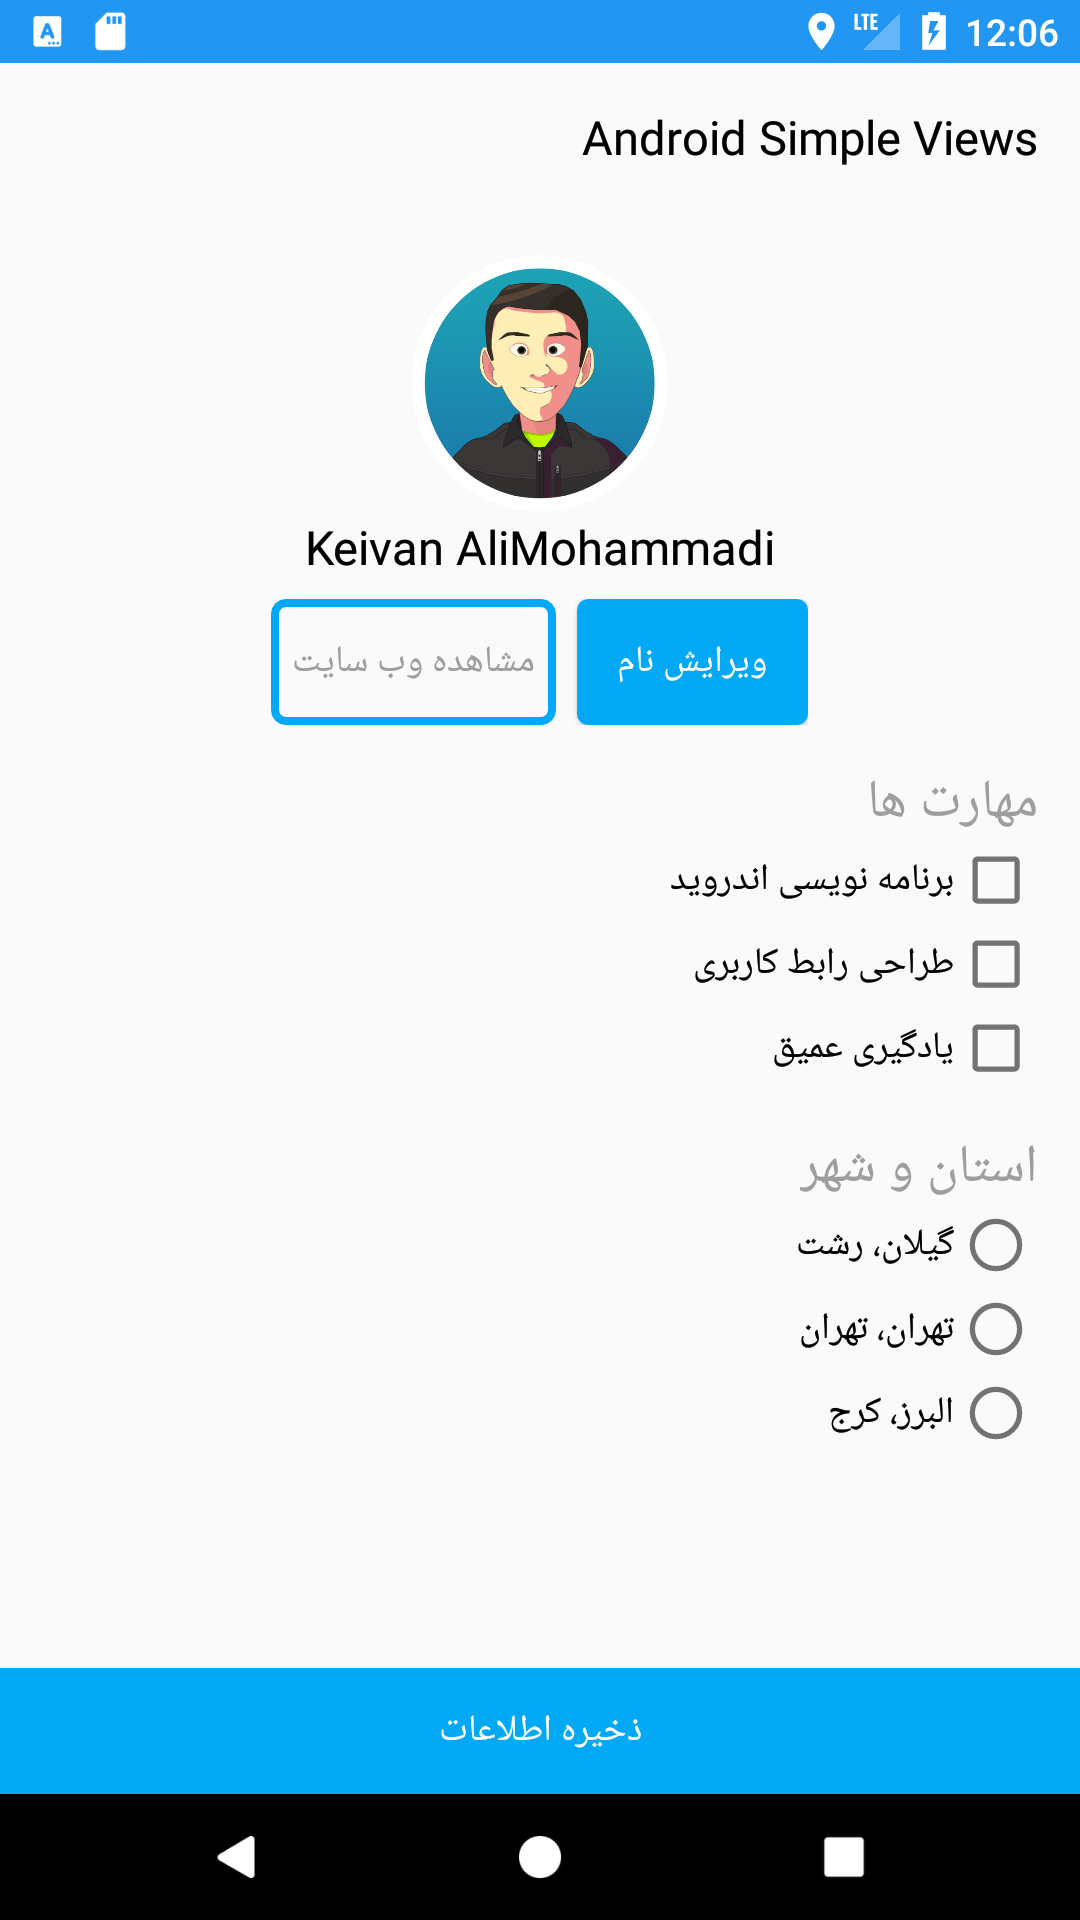 LTE 12:06
Android Simple Views
Keivan AliMohammadi
ویرایش نام
مشاهده وب سایت
مهارت ها
برنامه نویسی اندروید
طراحی رابط کاربری
یادگیری عمیق
استان و شهر
گیلان، رشت
تهران، تهران
البرز، کرج
ذخیره اطلاعات